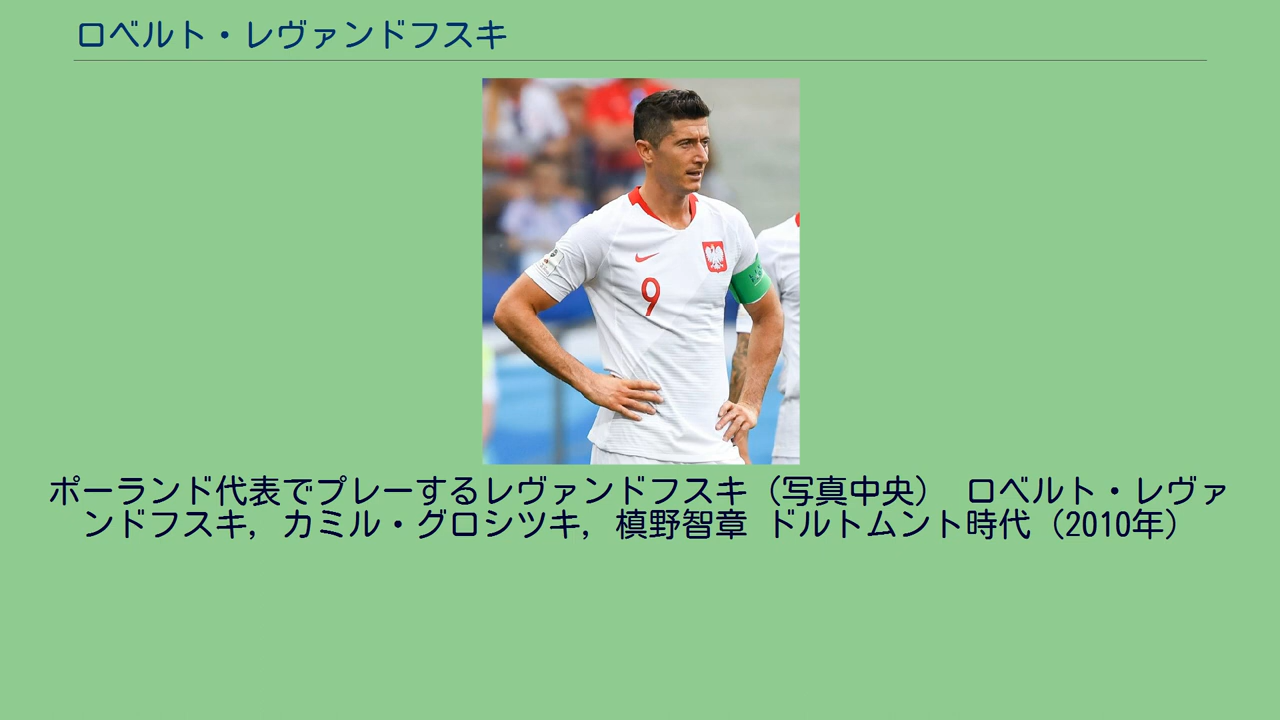 ロベルト・レヴァンドフスキ
9
ポーランド代表でプレーするレヴァンドフスキ（写真中央） ロベルト・レヴァ
ンドフスキ, カミル・グロシツキ, 槙野智章 ドルトムント時代（2010年）